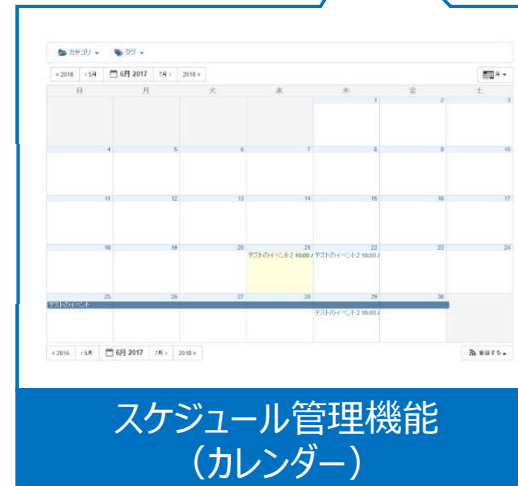 カテゴリ タグ
« 2016 ‹ 5月 6月 2017 7月 › 2018 » 月
日 月 火 水 木 金 土
1 2 3
4 5 6 7 8 9 10
11 12 13 14 15 16 17
18 19 20 21 22 23 24
テストのイベント2 10:00 テストのイベント2 10:00
25 26 27 28 29 30
テストのイベント
テストのイベント2 10:00
« 2016 ‹ 5月 6月 2017 7月 › 2018 » 購読する
スケジュール管理機能
（カレンダー）